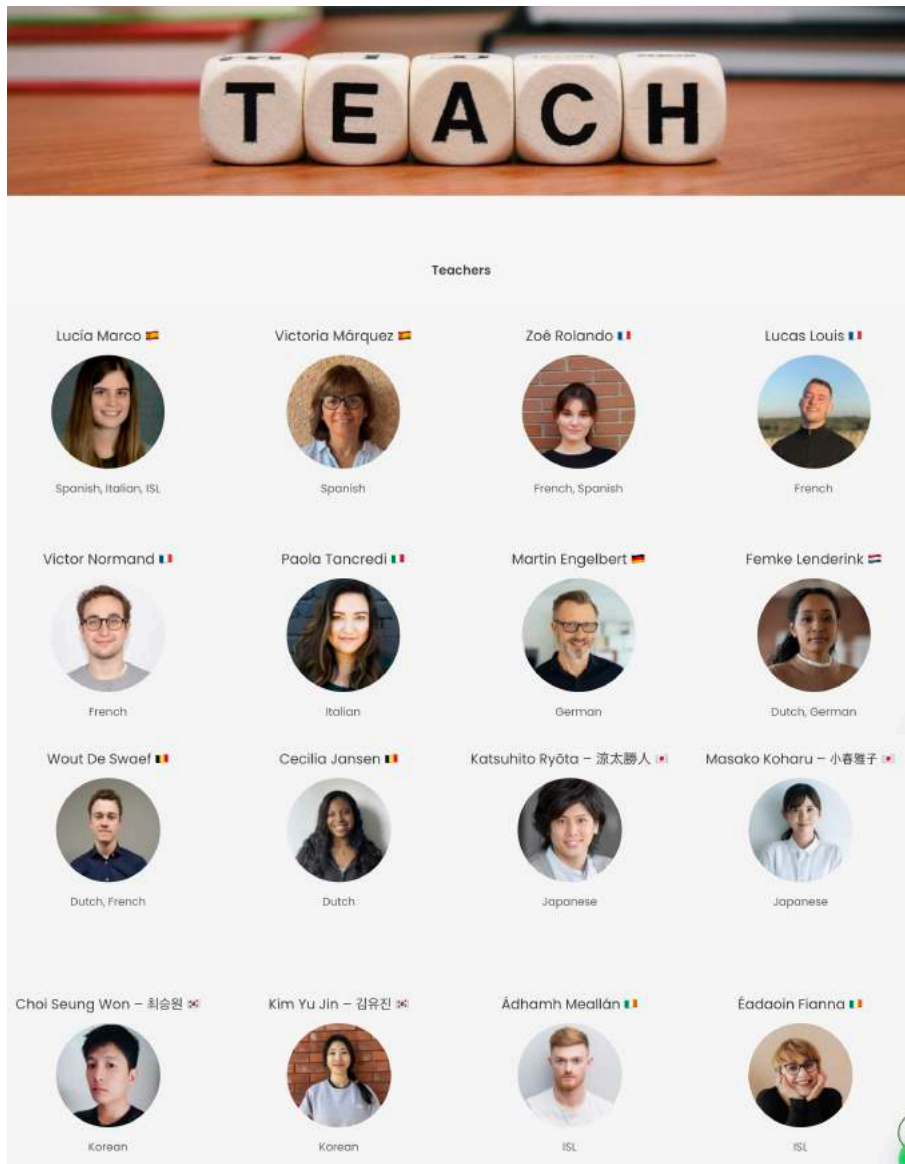 TEACH
Teachers
Lucía Marco 🇪🇸
Victoria Márquez 🇪🇸
Zoé Rolando 🇫🇷
Lucas Louis 🇫🇷
Spanish, Italian, ISL
Spanish
French, Spanish
French
Victor Normand 🇫🇷
Paola Tancredi 🇮🇹
Martin Engelbert 🇩🇪
Femke Lenderink 🇳🇱
French
Italian
German
Dutch, German
Wout De Swaef 🇧🇪
Cecilia Jansen 🇧🇪
Katsuhito Ryōta – 涼太勝人 🇯🇵
Masako Koharu – 小春雅子 🇯🇵
Dutch, French
Dutch
Japanese
Japanese
Choi Seung Won – 최승원 🇰🇷
Kim Yu Jin – 김유진 🇰🇷
Ádhamh Meallán 🇮🇪
Éadaoin Fianna 🇮🇪
Korean
Korean
ISL
ISL